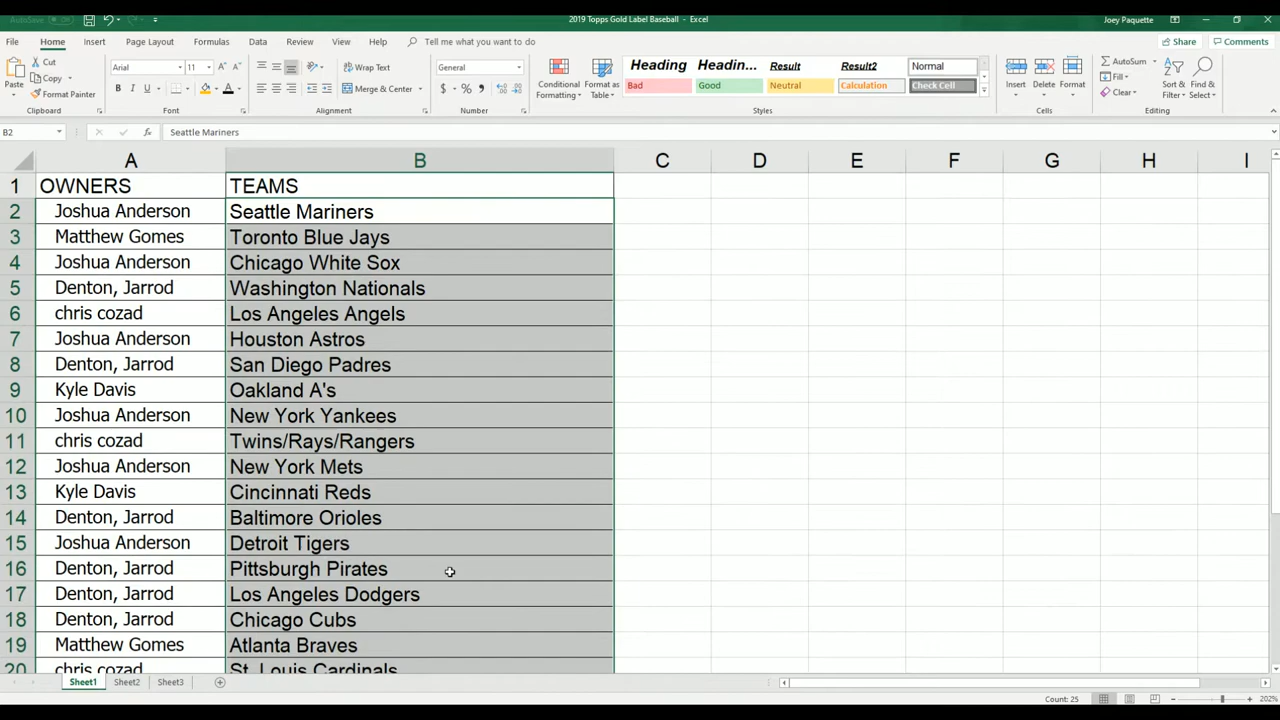 AutoSave
2019 Topps Gold Label Baseball - Excel
Joey Paquette
File Home Insert Page Layout Formulas Data Review View Help Tell me what you want to do
Share Comments
Paste
Cut
Copy
Format Painter
Clipboard
Arial 11
B I U
Font
Wrap Text
Merge & Center
Alignment
General
$ % ,
Number
Conditional Formatting
Format as Table
Heading Headin... Result Result2 Normal
Bad Good Neutral Calculation Check Cell
Styles
Insert Delete Format
Cells
AutoSum
Fill
Clear
Sort & Filter
Find & Select
Editing
B2 fx Seattle Mariners
A B C D E F G H I
1 OWNERS TEAMS
2 Joshua Anderson Seattle Mariners
3 Matthew Gomes Toronto Blue Jays
4 Joshua Anderson Chicago White Sox
5 Denton, Jarrod Washington Nationals
6 chris cozad Los Angeles Angels
7 Joshua Anderson Houston Astros
8 Denton, Jarrod San Diego Padres
9 Kyle Davis Oakland A's
10 Joshua Anderson New York Yankees
11 chris cozad Twins/Rays/Rangers
12 Joshua Anderson New York Mets
13 Kyle Davis Cincinnati Reds
14 Denton, Jarrod Baltimore Orioles
15 Joshua Anderson Detroit Tigers
16 Denton, Jarrod Pittsburgh Pirates
17 Denton, Jarrod Los Angeles Dodgers
18 Denton, Jarrod Chicago Cubs
19 Matthew Gomes Atlanta Braves
20 chris cozad St. Louis Cardinals
Sheet1 Sheet2 Sheet3
Count: 25
202%